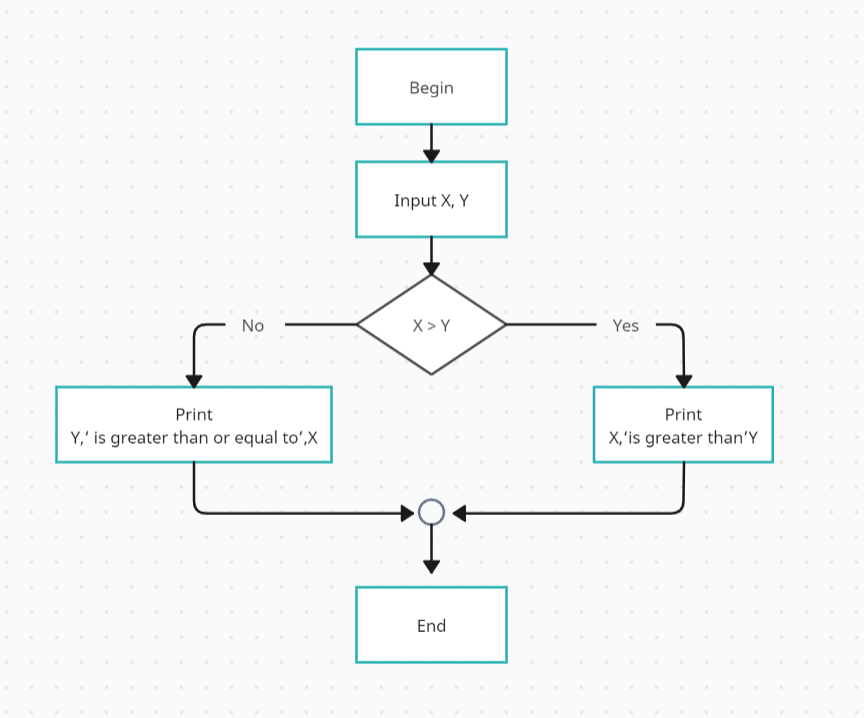 Begin
Input X, Y
X > Y
No
Yes
Print
Y,‘ is greater than or equal to’,X
Print
X,‘is greater than’Y
End